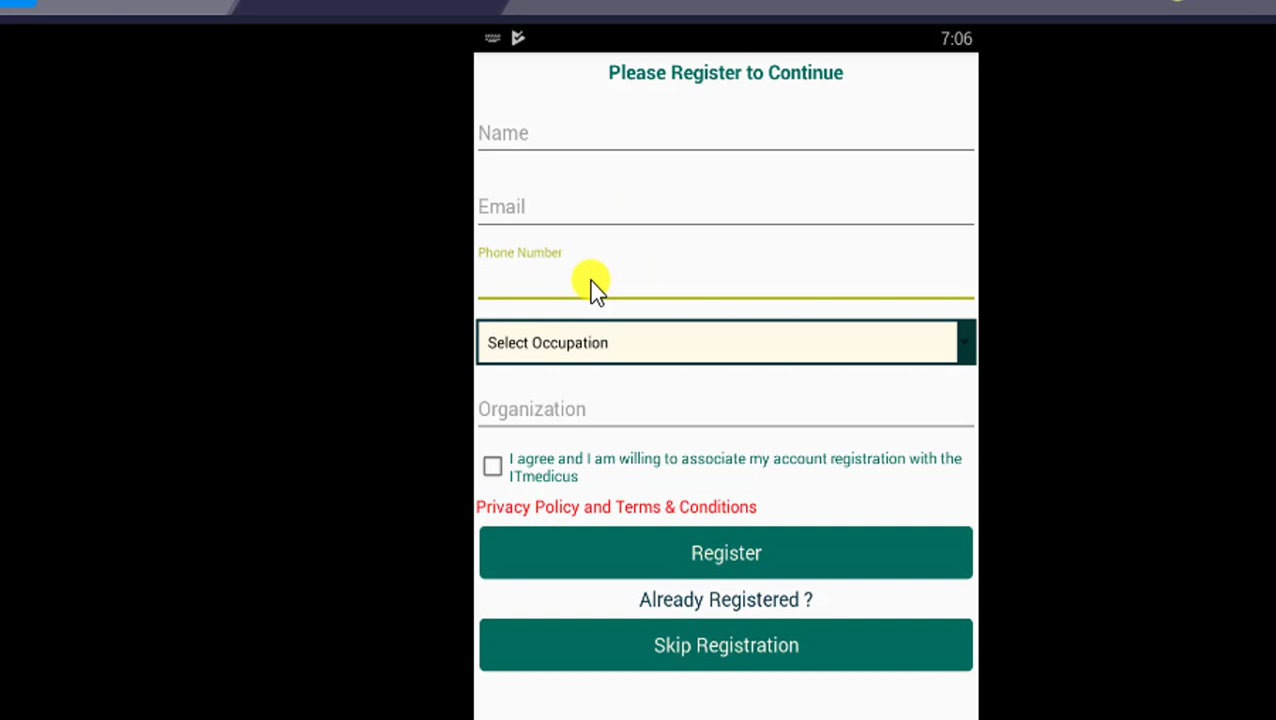 7:06
Please Register to Continue
Name
Email
Phone Number
Select Occupation
Organization
I agree and I am willing to associate my account registration with the
ITmedicus
Privacy Policy and Terms & Conditions
Register
Already Registered ?
Skip Registration